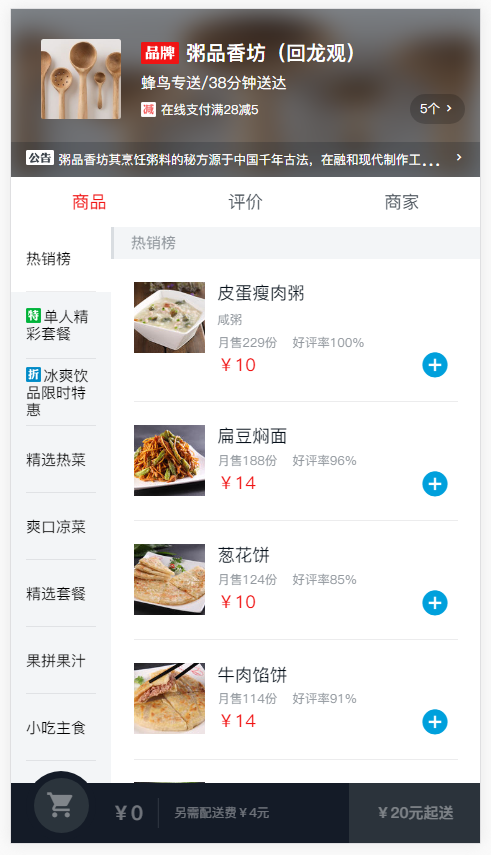 品牌 粥品香坊（回龙观）
蜂鸟专送/38分钟送达
减 在线支付满28减5
5个 >
公告 粥品香坊其烹饪粥料的秘方源于中国千年古法，在融和现代制作工... >
商品 评价 商家
热销榜
特 单人精
彩套餐
折 冰爽饮
品限时特
惠
精选热菜
爽口凉菜
精选套餐
果拼果汁
小吃主食
热销榜
皮蛋瘦肉粥
咸粥
月售229份 好评率100%
￥10
扁豆焖面
月售188份 好评率96%
￥14
葱花饼
月售124份 好评率85%
￥10
牛肉馅饼
月售114份 好评率91%
￥14
￥0 另需配送费￥4元 ￥20元起送